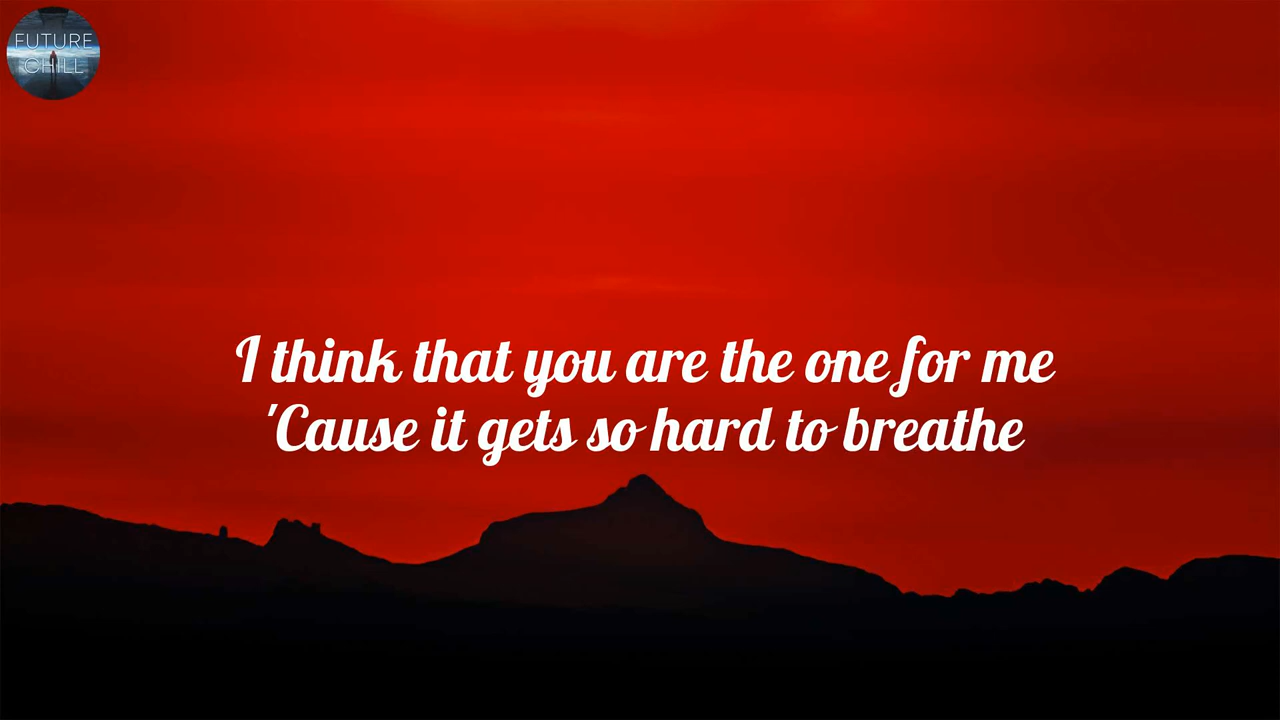 FUTURE
CHILL
I think that you are the one for me
'Cause it gets so hard to breathe